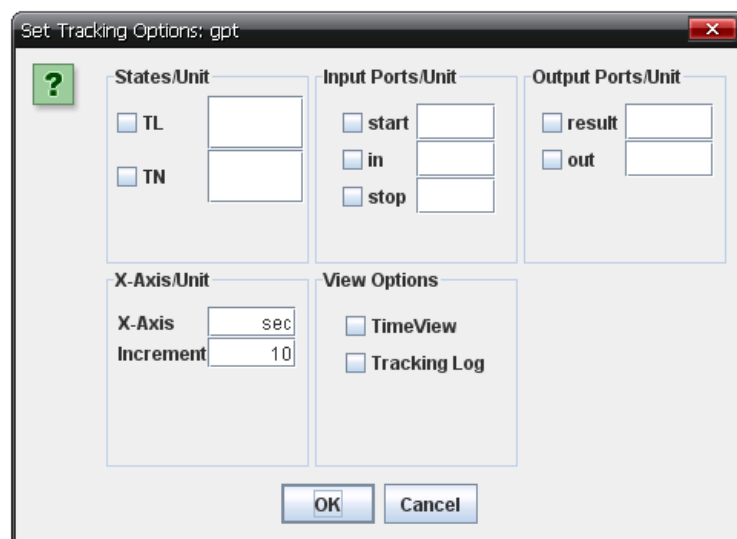 Set Tracking Options: gpt
?
States/Unit
TL
TN
Input Ports/Unit
start
in
stop
Output Ports/Unit
result
out
X-Axis/Unit
X-Axis sec
Increment 10
View Options
TimeView
Tracking Log
OK
Cancel